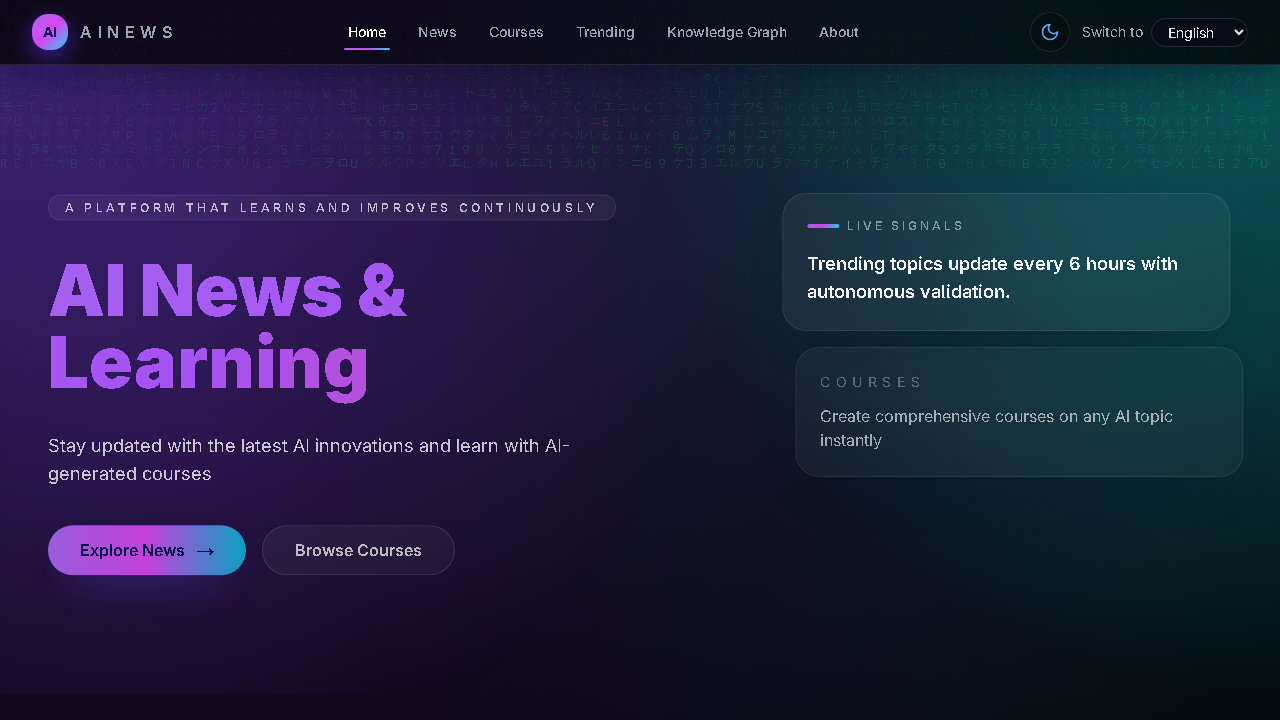 AI AINEWS
Home
News
Courses
Trending
Knowledge Graph
About
Switch to
English
A PLATFORM THAT LEARNS AND IMPROVES CONTINUOUSLY
AI News &
Learning
Stay updated with the latest AI innovations and learn with AI-
generated courses
Explore News →
Browse Courses
LIVE SIGNALS
Trending topics update every 6 hours with
autonomous validation.
COURSES
Create comprehensive courses on any AI topic
instantly